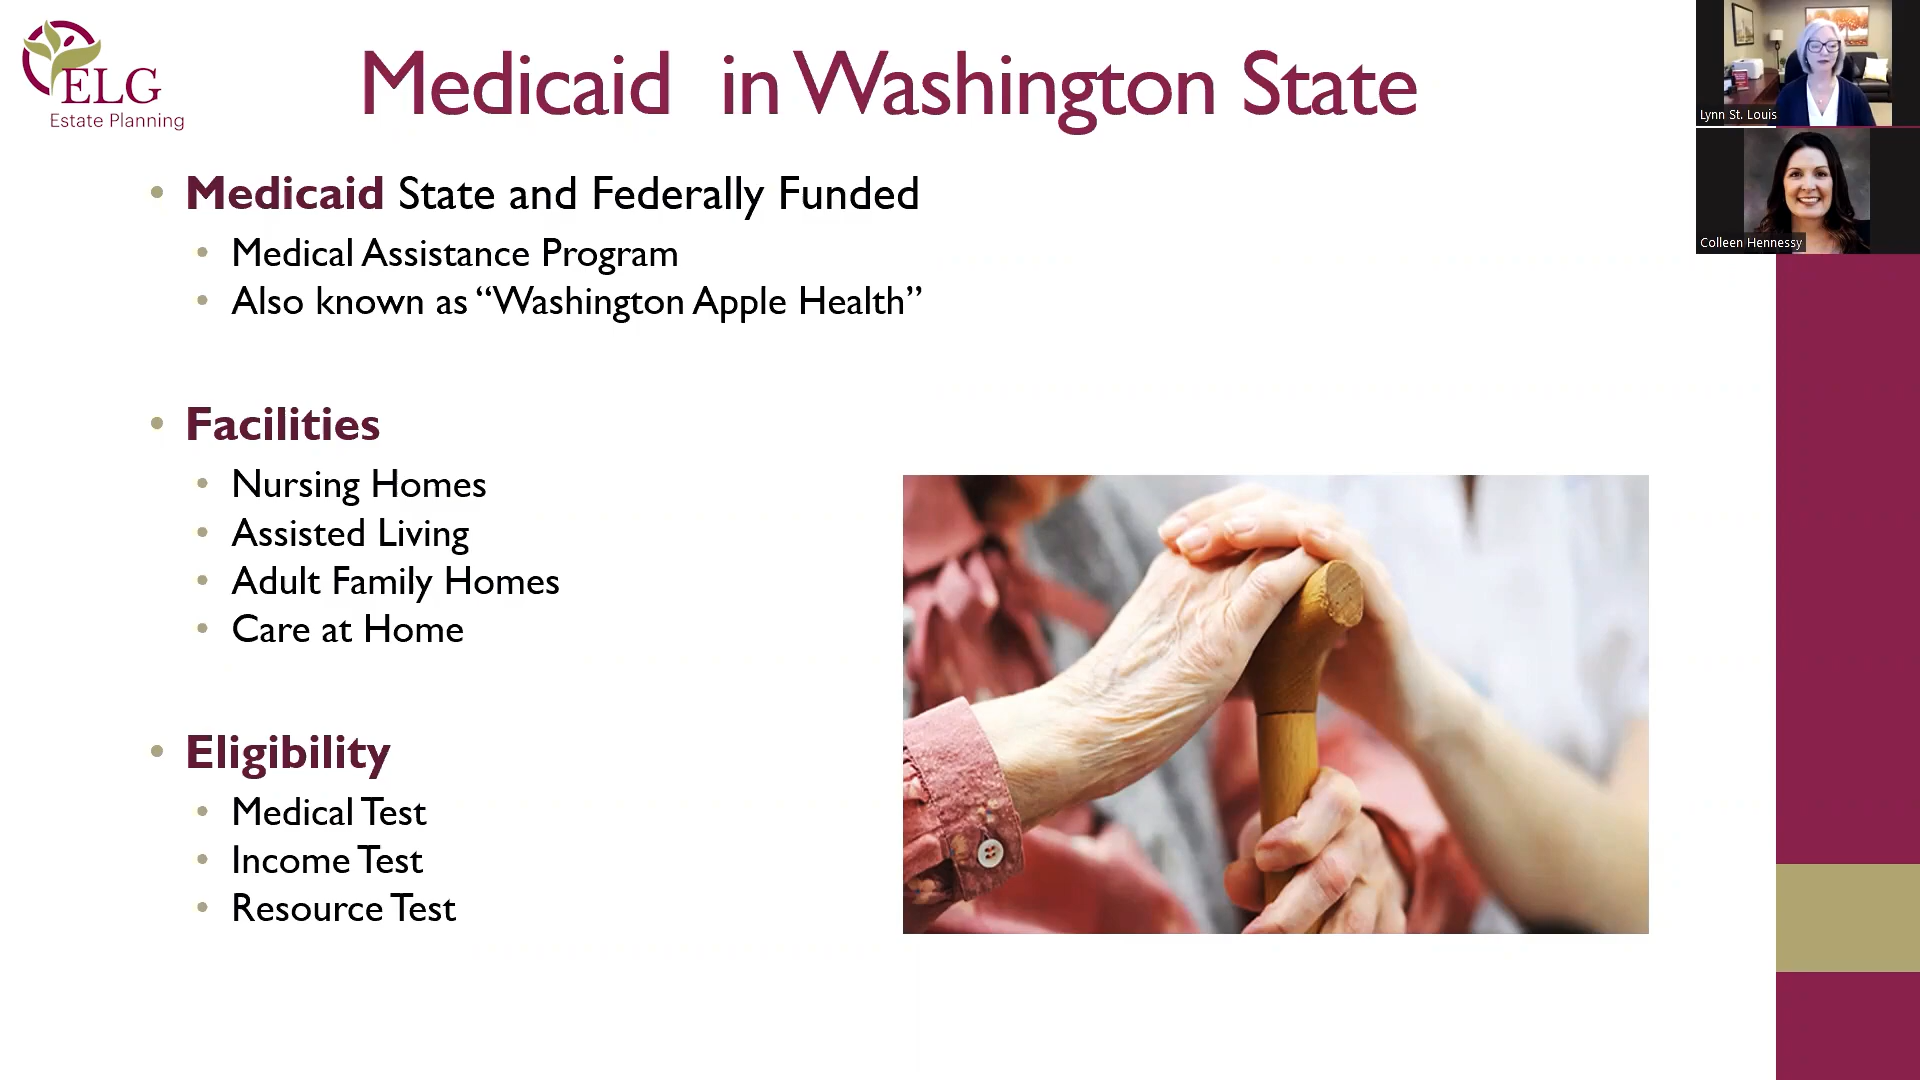 ELG
Estate Planning
Medicaid in Washington State
Lynn St. Louis
Colleen Hennessy
• Medicaid State and Federally Funded
• Medical Assistance Program
• Also known as “Washington Apple Health”
• Facilities
• Nursing Homes
• Assisted Living
• Adult Family Homes
• Care at Home
• Eligibility
• Medical Test
• Income Test
• Resource Test